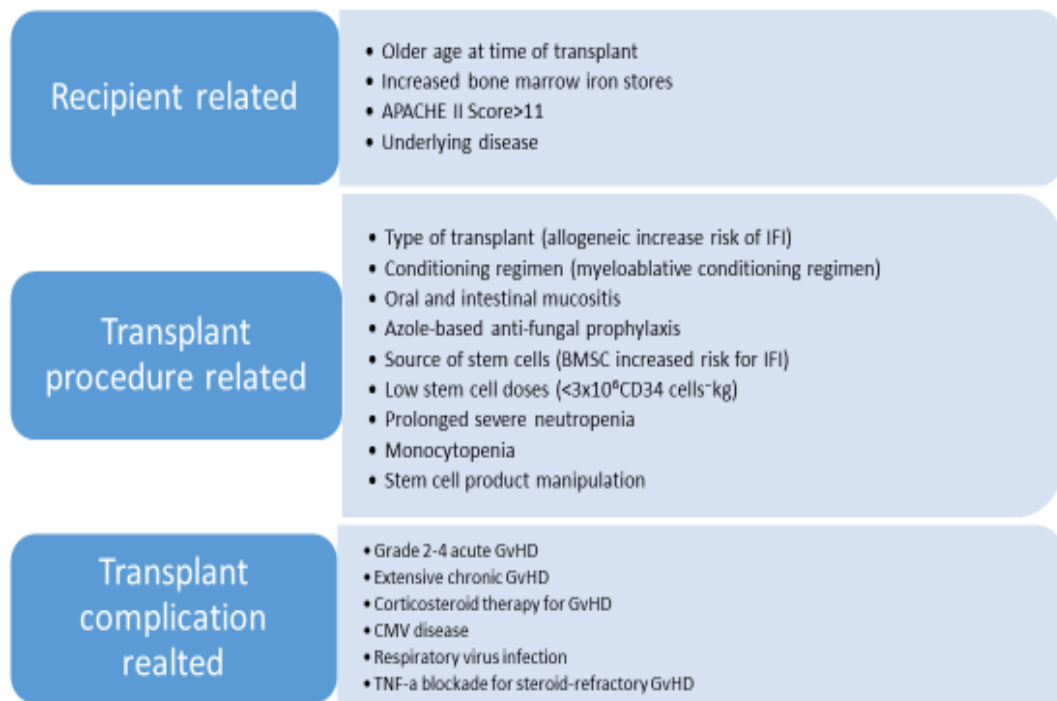 Recipient related
• Older age at time of transplant
• Increased bone marrow iron stores
• APACHE II Score>11
• Underlying disease
Transplant
procedure related
• Type of transplant (allogeneic increase risk of IFI)
• Conditioning regimen (myeloablative conditioning regimen)
• Oral and intestinal mucositis
• Azole-based anti-fungal prophylaxis
• Source of stem cells (BMSC increased risk for IFI)
• Low stem cell doses (<3x10⁶CD34 cells⁻kg)
• Prolonged severe neutropenia
• Monocytopenia
• Stem cell product manipulation
Transplant
complication
realted
• Grade 2-4 acute GvHD
• Extensive chronic GvHD
• Corticosteroid therapy for GvHD
• CMV disease
• Respiratory virus infection
• TNF-a blockade for steroid-refractory GvHD